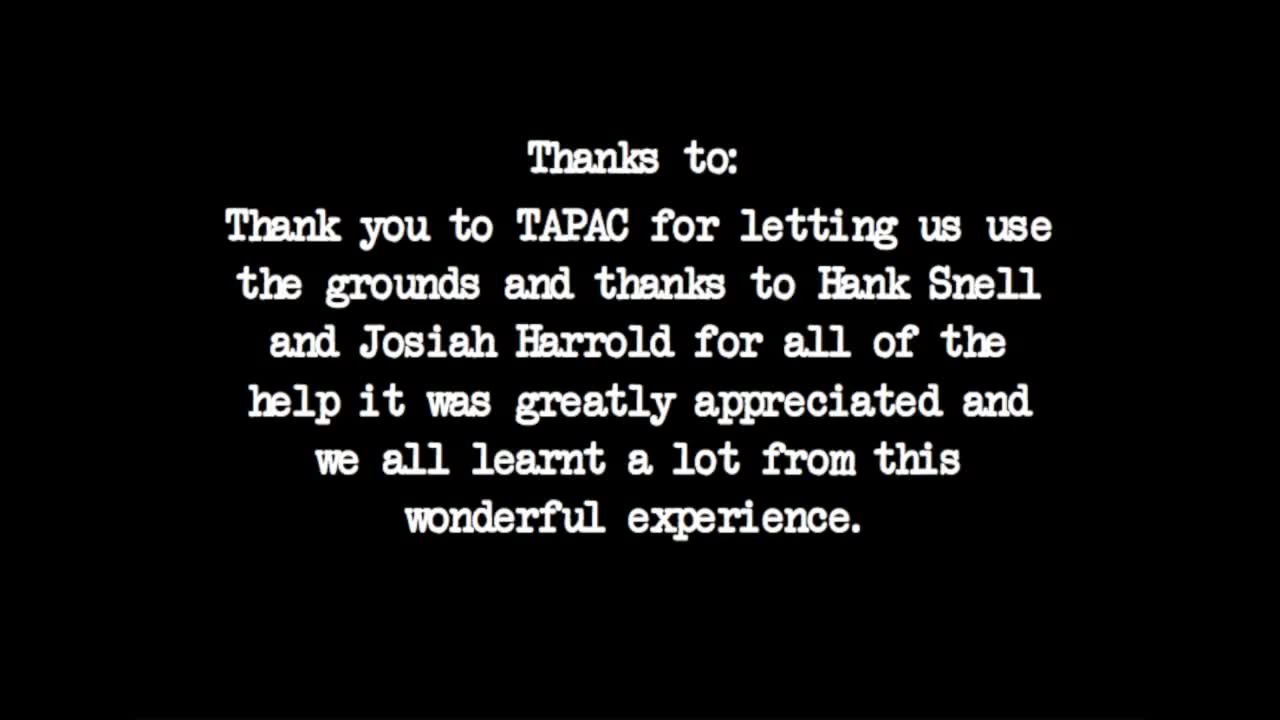 Thanks to:
Thank you to TAPAC for letting us use
the grounds and thanks to Hank Snell
and Josiah Harrold for all of the
help it was greatly appreciated and
we all learnt a lot from this
wonderful experience.